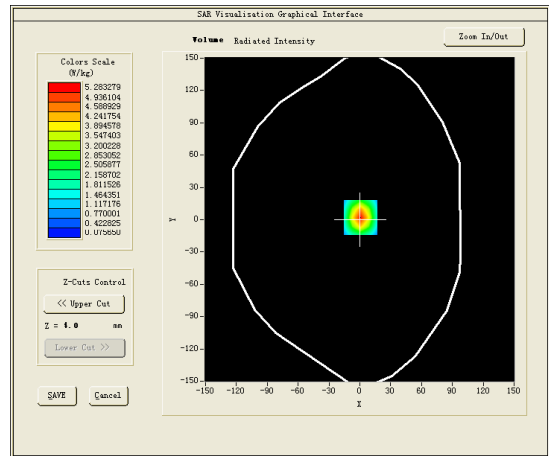 SAR Visualisation Graphical Interface
Volume Radiated Intensity
Zoom In/Out
Colors Scale
(W/kg)
5.283279
4.936104
4.588929
4.241754
3.894578
3.547403
3.200228
2.853052
2.505877
2.158702
1.811526
1.464351
1.117176
0.770001
0.422825
0.075650
150
120
90
60
30
Y 0
-30
-60
-90
-120
-150
-150 -120 -90 -60 -30 0 30 60 90 120 150
X
Z-Cuts Control
<< Upper Cut
Z = 4.0 mm
Lower Cut >>
SAVE Cancel